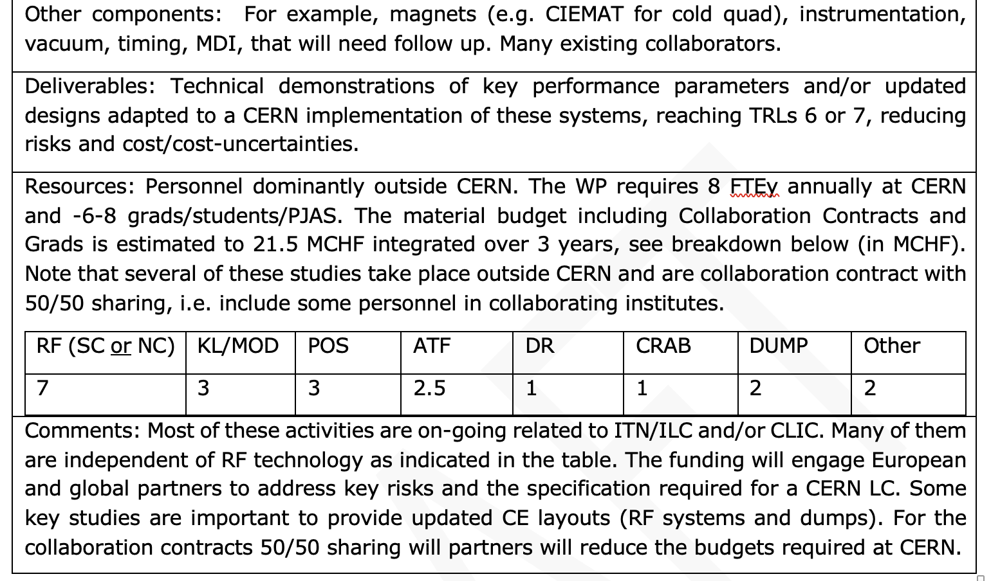 Other components: For example, magnets (e.g. CIEMAT for cold quad), instrumentation,
vacuum, timing, MDI, that will need follow up. Many existing collaborators.
Deliverables: Technical demonstrations of key performance parameters and/or updated
designs adapted to a CERN implementation of these systems, reaching TRLs 6 or 7, reducing
risks and cost/cost-uncertainties.
Resources: Personnel dominantly outside CERN. The WP requires 8 FTEy annually at CERN
and -6-8 grads/students/PJAS. The material budget including Collaboration Contracts and
Grads is estimated to 21.5 MCHF integrated over 3 years, see breakdown below (in MCHF).
Note that several of these studies take place outside CERN and are collaboration contract with
50/50 sharing, i.e. include some personnel in collaborating institutes.
RF (SC or NC) KL/MOD POS ATF DR CRAB DUMP Other
7 3 3 2.5 1 1 2 2
Comments: Most of these activities are on-going related to ITN/ILC and/or CLIC. Many of them
are independent of RF technology as indicated in the table. The funding will engage European
and global partners to address key risks and the specification required for a CERN LC. Some
key studies are important to provide updated CE layouts (RF systems and dumps). For the
collaboration contracts 50/50 sharing will partners will reduce the budgets required at CERN.